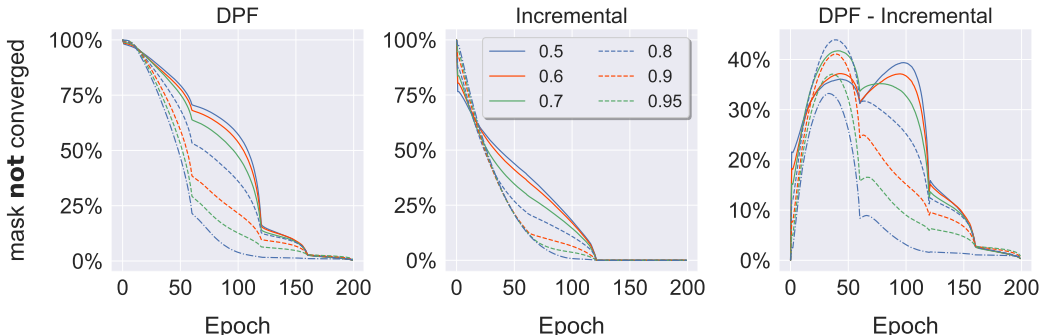 DPF
Incremental
DPF - Incremental
mask not converged
100%
75%
50%
25%
0%
0 50 100 150 200
Epoch
100%
75%
50%
25%
0%
0.5 0.8
0.6 0.9
0.7 0.95
0 50 100 150 200
Epoch
40%
30%
20%
10%
0%
0 50 100 150 200
Epoch